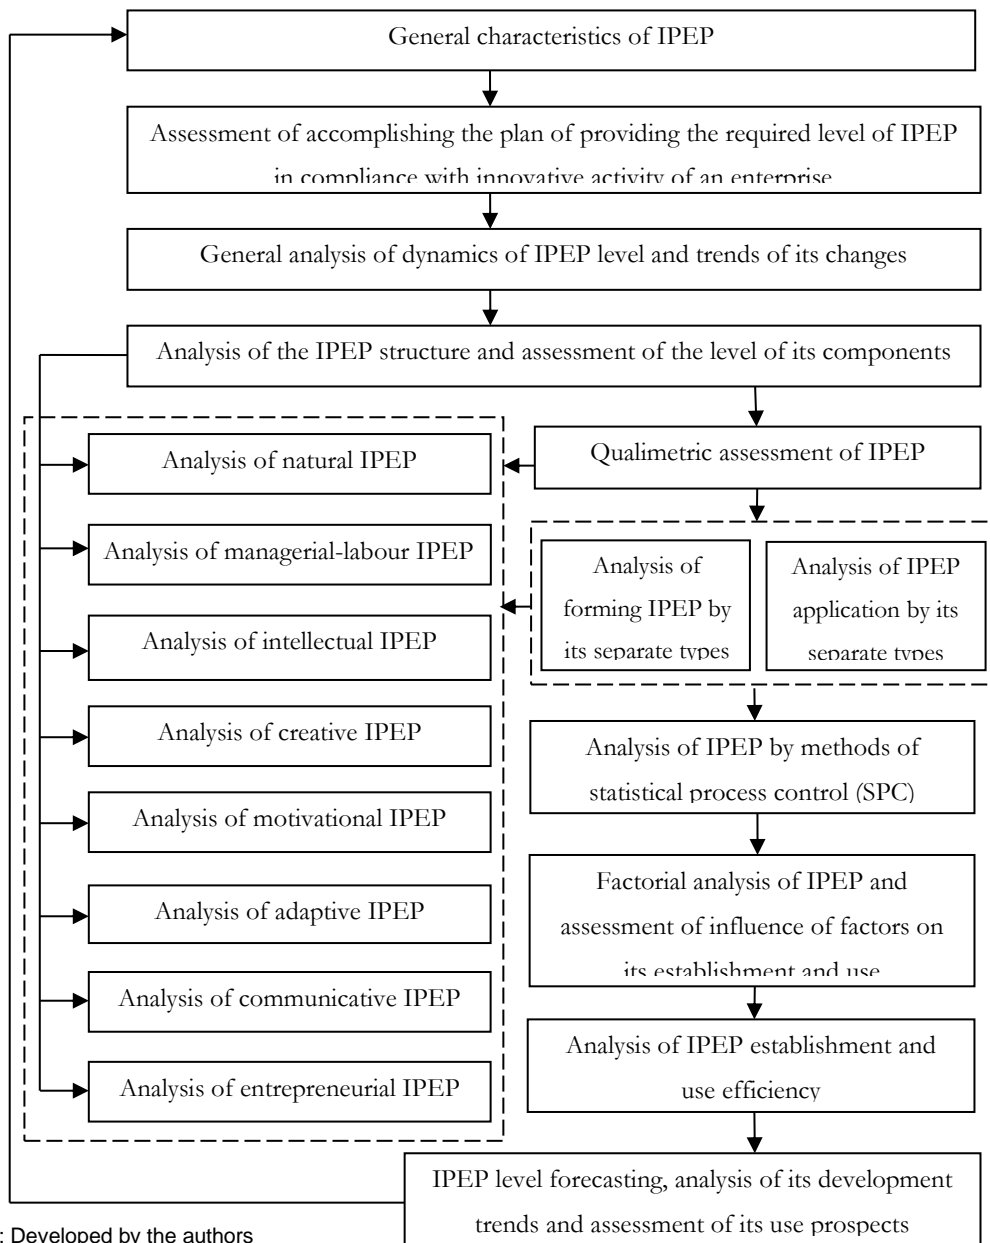 General characteristics of IPEP
Assessment of accomplishing the plan of providing the required level of IPEP
in compliance with innovative activity of an enterprise
General analysis of dynamics of IPEP level and trends of its changes
Analysis of the IPEP structure and assessment of the level of its components
Analysis of natural IPEP
Analysis of managerial-labour IPEP
Analysis of intellectual IPEP
Analysis of creative IPEP
Analysis of motivational IPEP
Analysis of adaptive IPEP
Analysis of communicative IPEP
Analysis of entrepreneurial IPEP
Qualimetric assessment of IPEP
Analysis of
forming IPEP by
its separate types
Analysis of IPEP
application by its
separate types
Analysis of IPEP by methods of
statistical process control (SPC)
Factorial analysis of IPEP and
assessment of influence of factors on
its establishment and use
Analysis of IPEP establishment and
use efficiency
IPEP level forecasting, analysis of its development
trends and assessment of its use prospects
: Developed by the authors